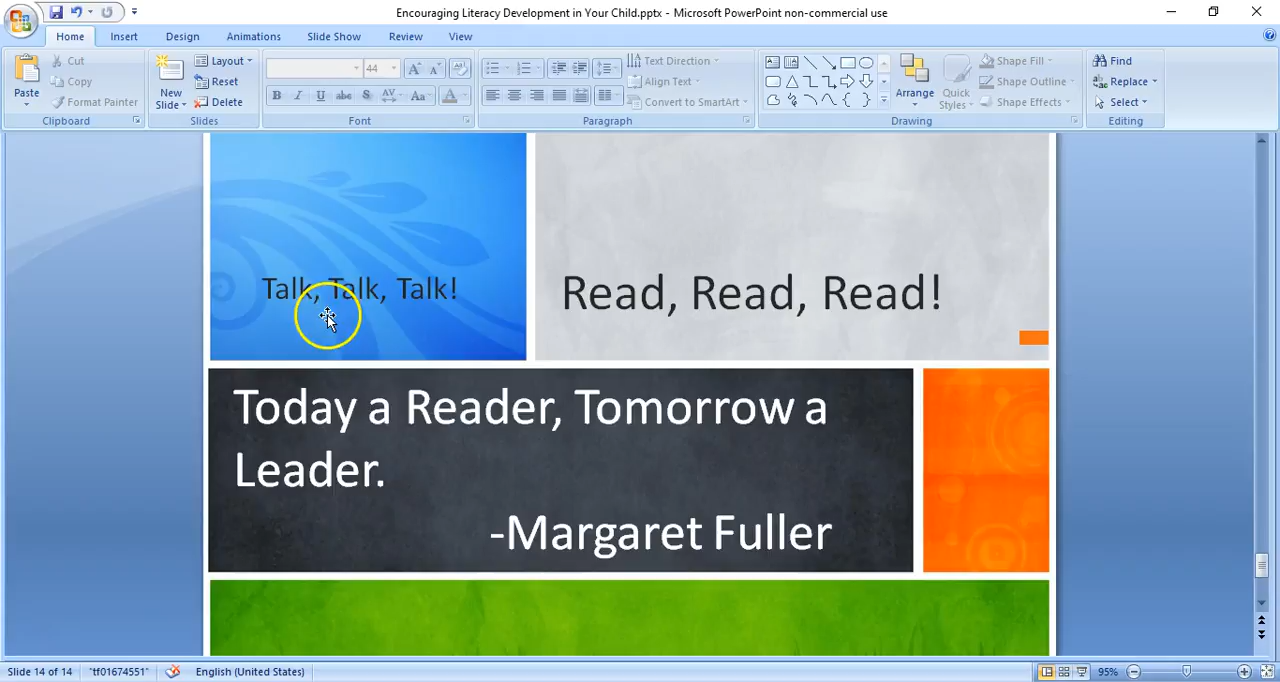 Encouraging Literacy Development in Your Child.pptx - Microsoft PowerPoint non-commercial use
Home Insert Design Animations Slide Show Review View
Paste
Cut
Copy
Format Painter
Clipboard
New Slide
Layout
Reset
Delete
Slides
44
B I U abc S AV Aa A
Font
Text Direction
Align Text
Convert to SmartArt
Paragraph
Arrange
Quick Styles
Shape Fill
Shape Outline
Shape Effects
Drawing
Find
Replace
Select
Editing
Talk, Talk, Talk!
Read, Read, Read!
Today a Reader, Tomorrow a
Leader.
-Margaret Fuller
Slide 14 of 14 "tf01674551" English (United States) 95%